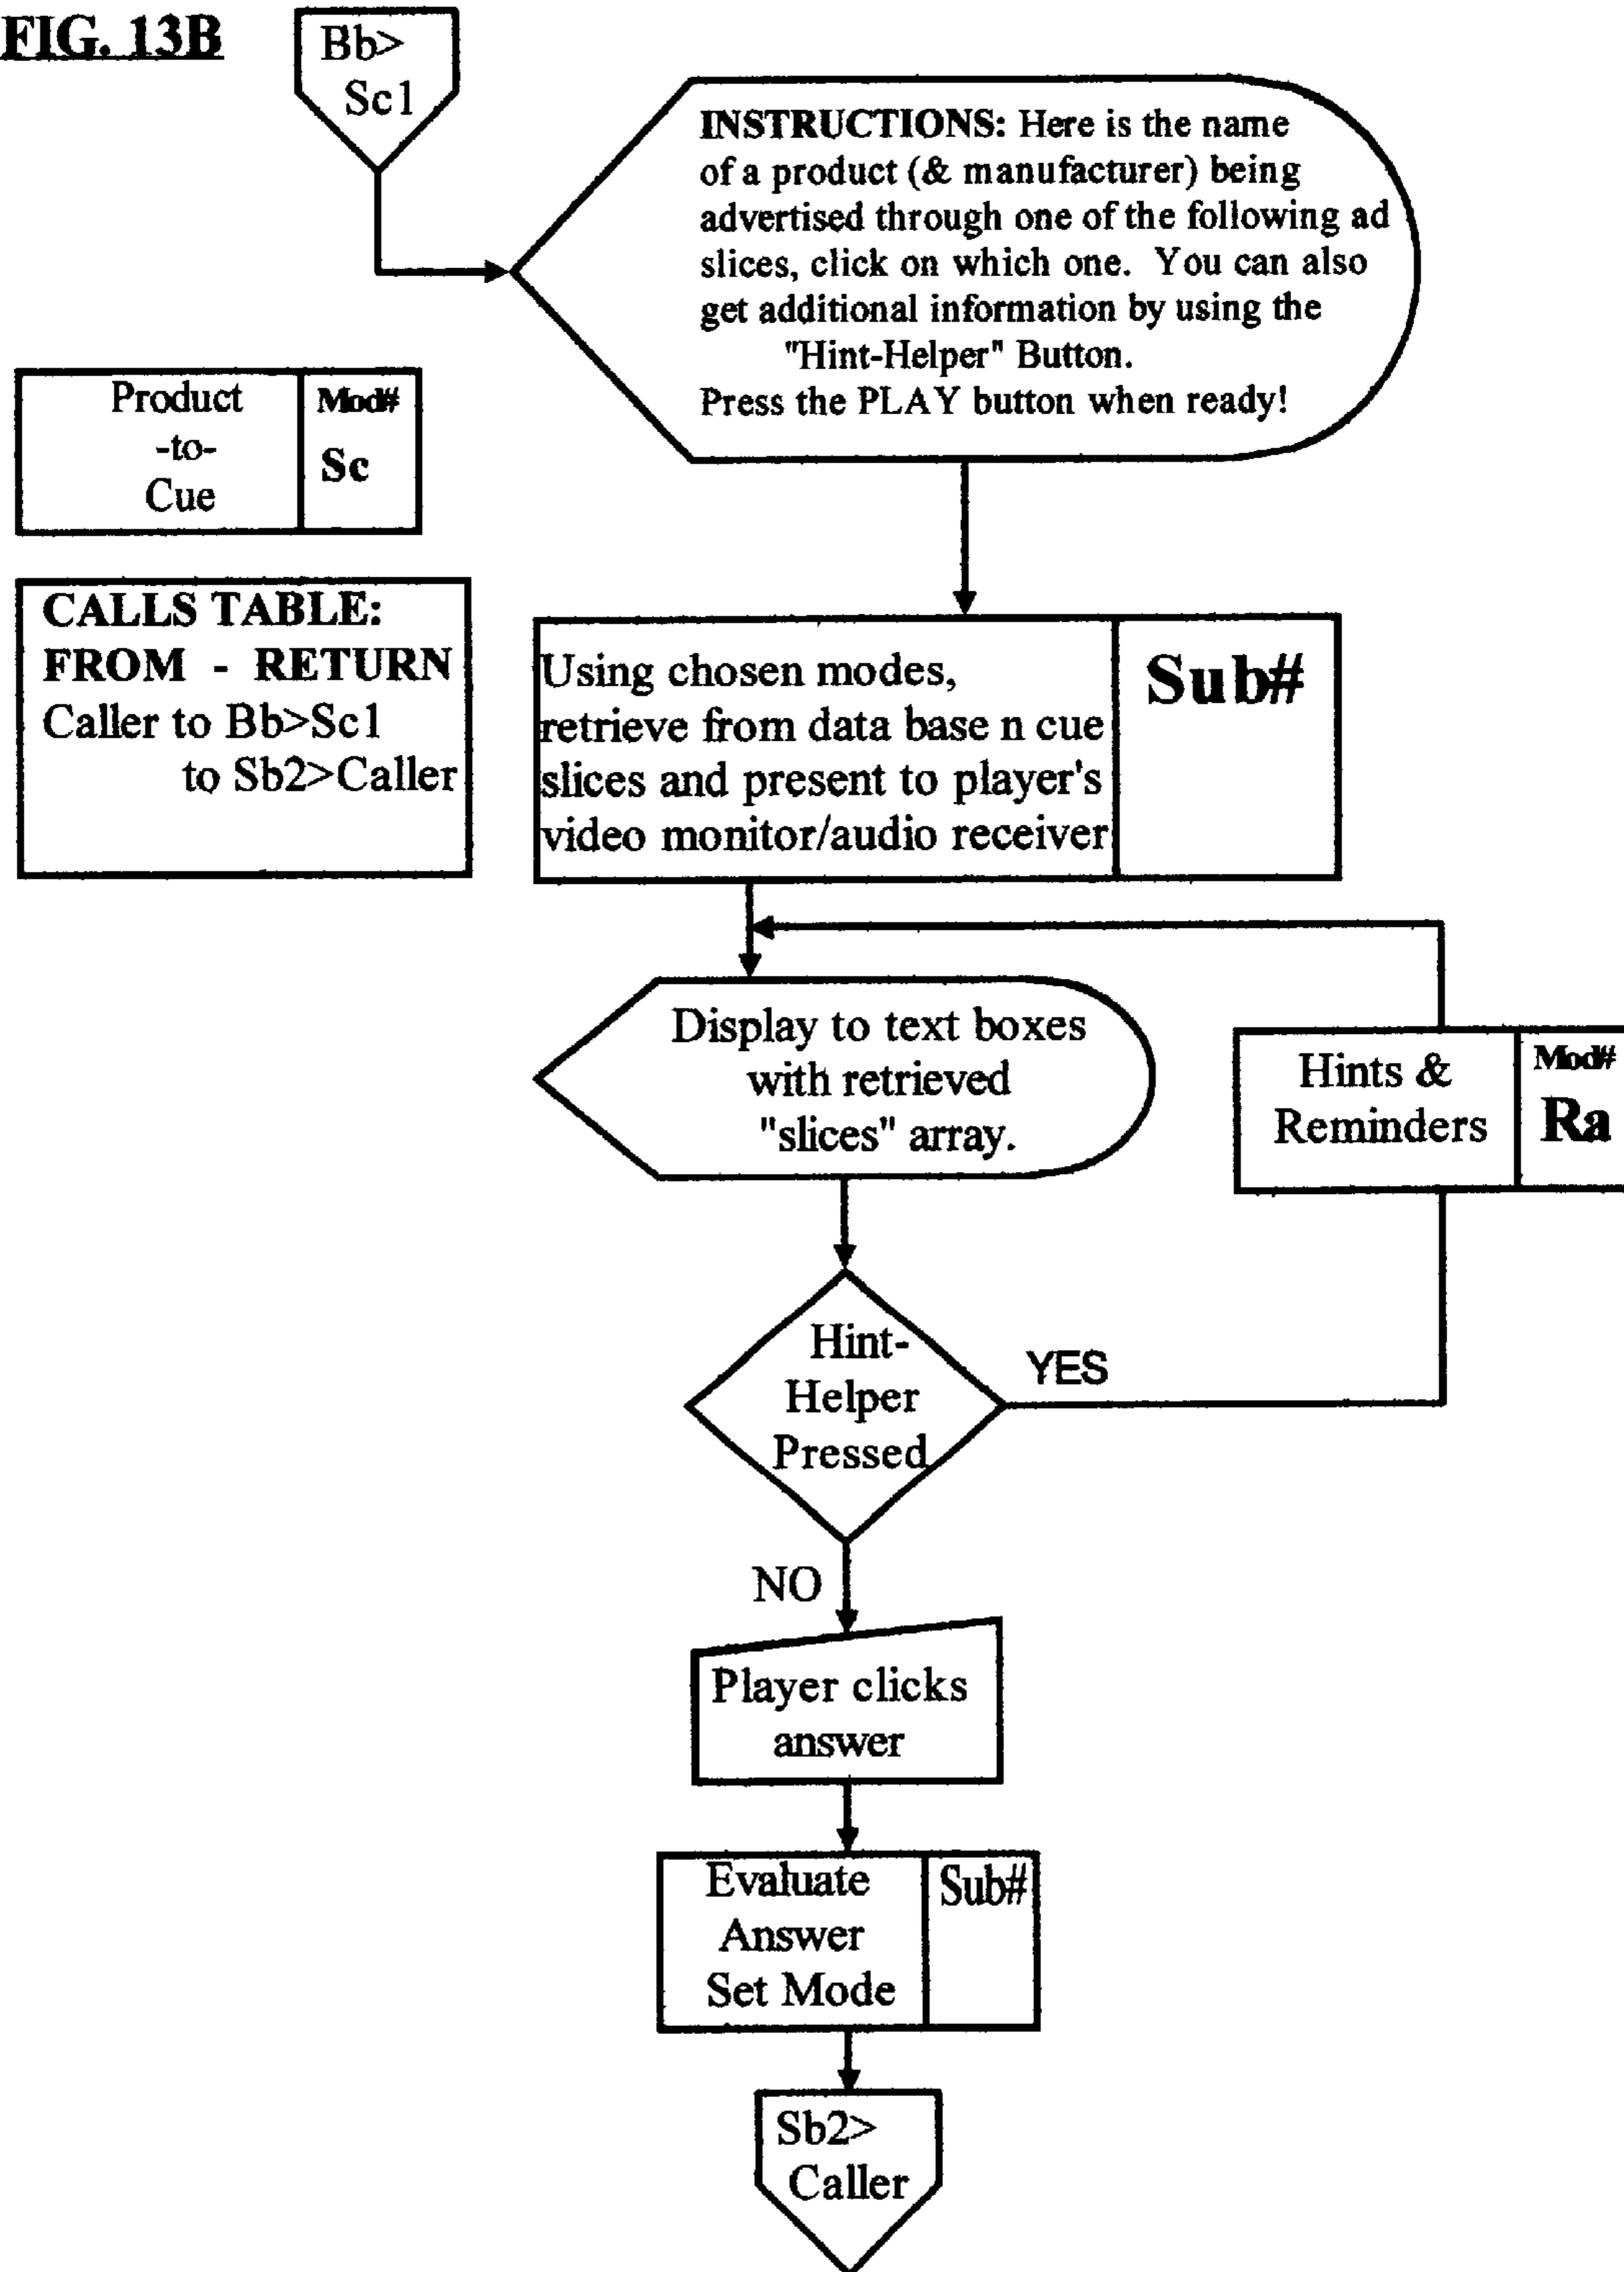 FIG. 13B
Bb>
Sc1
INSTRUCTIONS: Here is the name
of a product (& manufacturer) being
advertised through one of the following ad
slices, click on which one. You can also
get additional information by using the
"Hint-Helper" Button.
Press the PLAY button when ready!
Product
-to-
Cue
Mod#
Sc
CALLS TABLE:
FROM - RETURN
Caller to Bb>Sc1
to Sb2>Caller
Using chosen modes,
retrieve from data base n cue
slices and present to player's
video monitor/audio receiver
Sub#
Display to text boxes
with retrieved
"slices" array.
Hints &
Reminders
Mod#
Ra
Hint-
Helper
Pressed
YES
NO
Player clicks
answer
Evaluate
Answer
Set Mode
Sub#
Sb2>
Caller